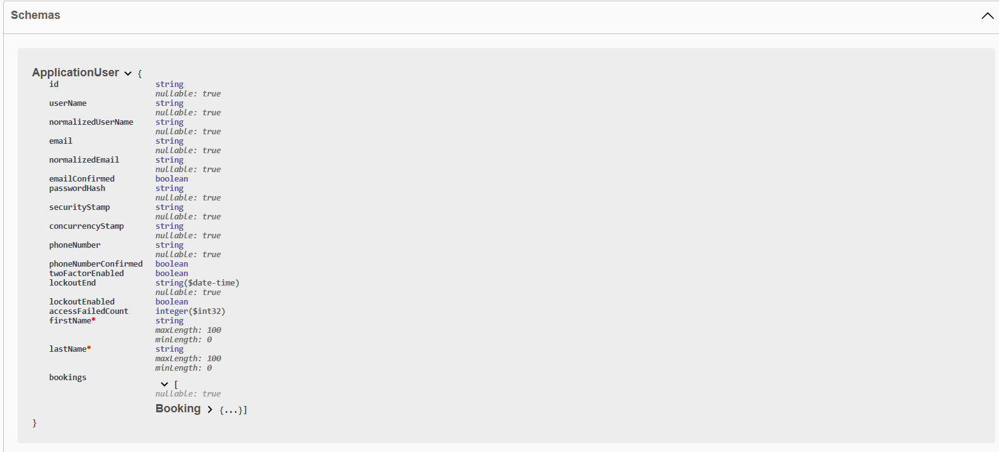 Schemas
ApplicationUser {
id string
nullable: true
userName string
nullable: true
normalizedUserName string
nullable: true
email string
nullable: true
normalizedEmail string
nullable: true
emailConfirmed boolean
passwordHash string
nullable: true
securityStamp string
nullable: true
concurrencyStamp string
nullable: true
phoneNumber string
nullable: true
phoneNumberConfirmed boolean
twoFactorEnabled boolean
lockoutEnd string($date-time)
nullable: true
lockoutEnabled boolean
accessFailedCount integer($int32)
firstName* string
maxLength: 100
minLength: 0
lastName* string
maxLength: 100
minLength: 0
bookings [
nullable: true
Booking {...}]
}